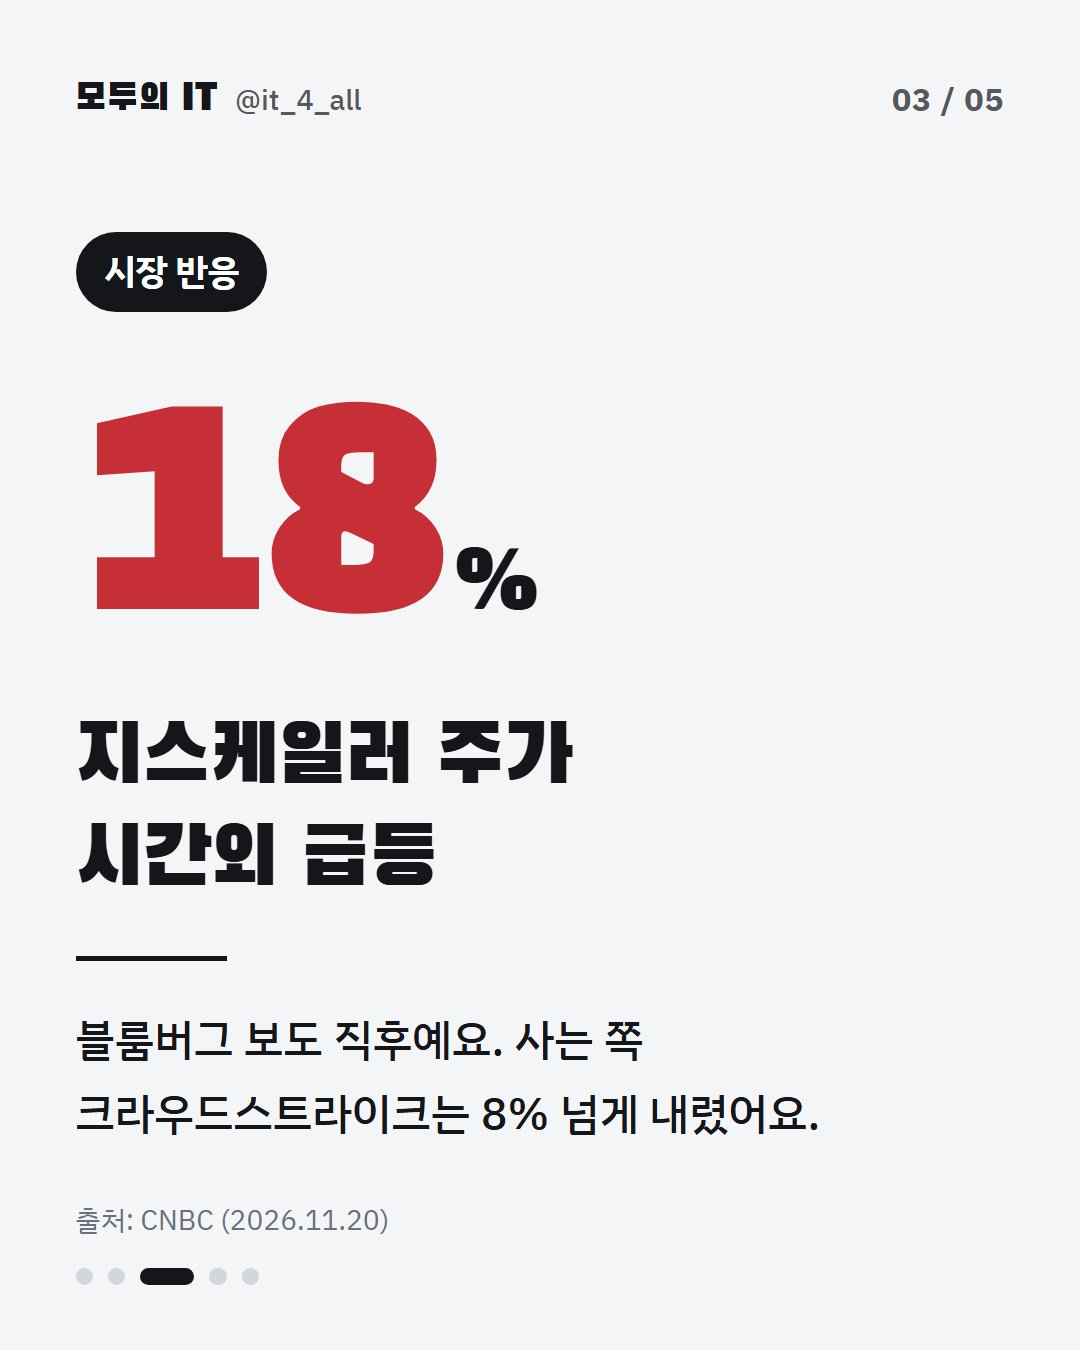 모두의 IT @it_4_all
03 / 05
시장 반응
18%
지스케일러 주가
시간외 급등
블룸버그 보도 직후예요. 사는 쪽
크라우드스트라이크는 8% 넘게 내렸어요.
출처: CNBC (2026.11.20)